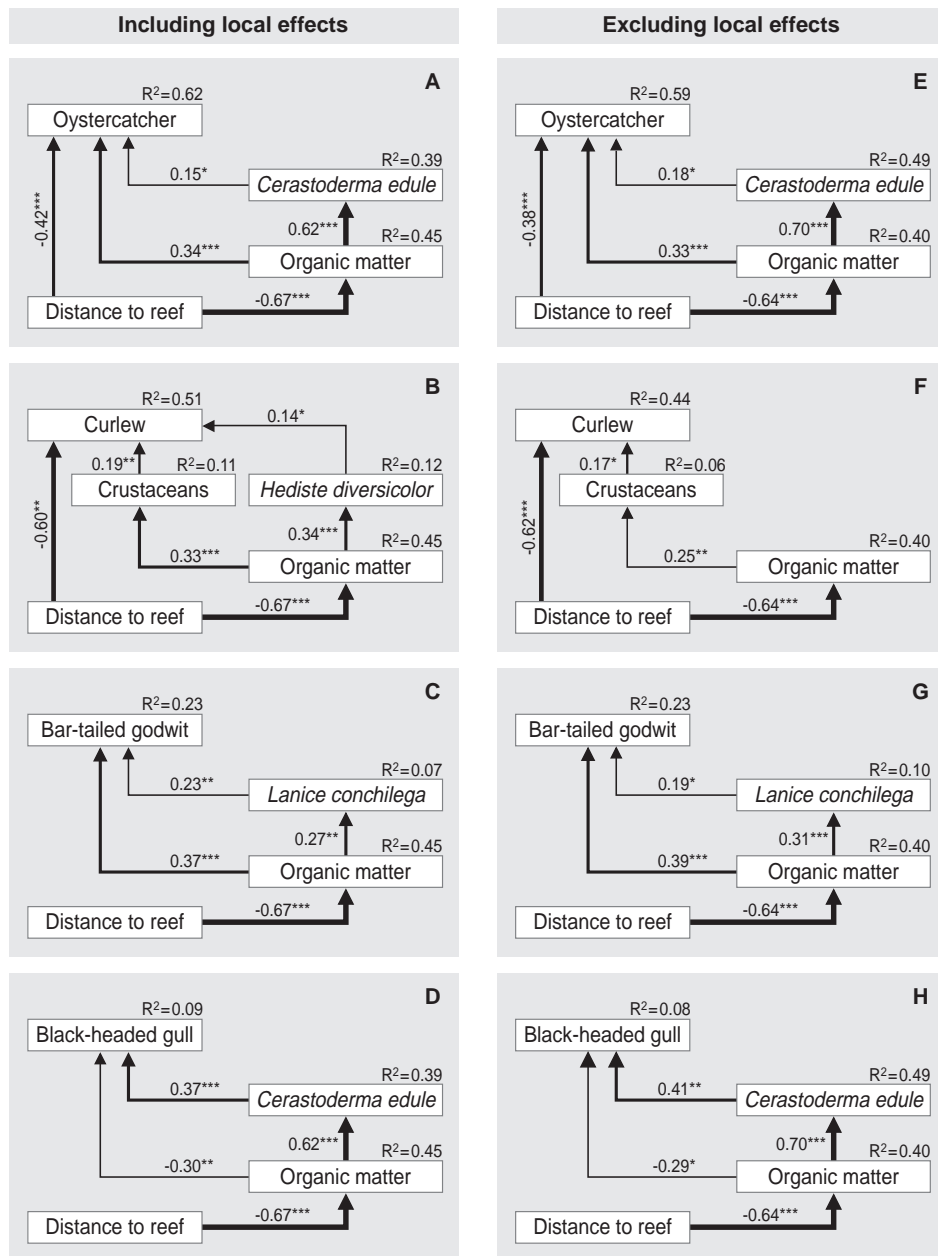 Including local effects
A
R²=0.62
Oystercatcher
R²=0.39
0.15*
Cerastoderma edule
-0.42***
0.62***
R²=0.45
0.34***
Organic matter
-0.67***
Distance to reef
B
R²=0.51
0.14*
Curlew
0.19**
R²=0.11
R²=0.12
Crustaceans
Hediste diversicolor
-0.60**
0.34***
R²=0.45
0.33***
Organic matter
-0.67***
Distance to reef
C
R²=0.23
Bar-tailed godwit
R²=0.07
0.23**
Lanice conchilega
0.27**
R²=0.45
0.37***
Organic matter
-0.67***
Distance to reef
D
R²=0.09
Black-headed gull
R²=0.39
0.37***
Cerastoderma edule
0.62***
R²=0.45
-0.30**
Organic matter
-0.67***
Distance to reef
Excluding local effects
E
R²=0.59
Oystercatcher
R²=0.49
0.18*
Cerastoderma edule
-0.38***
0.70***
R²=0.40
0.33***
Organic matter
-0.64***
Distance to reef
F
R²=0.44
Curlew
0.17*
R²=0.06
Crustaceans
-0.62***
R²=0.40
0.25**
Organic matter
-0.64***
Distance to reef
G
R²=0.23
Bar-tailed godwit
R²=0.10
0.19*
Lanice conchilega
0.31***
R²=0.40
0.39***
Organic matter
-0.64***
Distance to reef
H
R²=0.08
Black-headed gull
R²=0.49
0.41**
Cerastoderma edule
0.70***
R²=0.40
-0.29*
Organic matter
-0.64***
Distance to reef